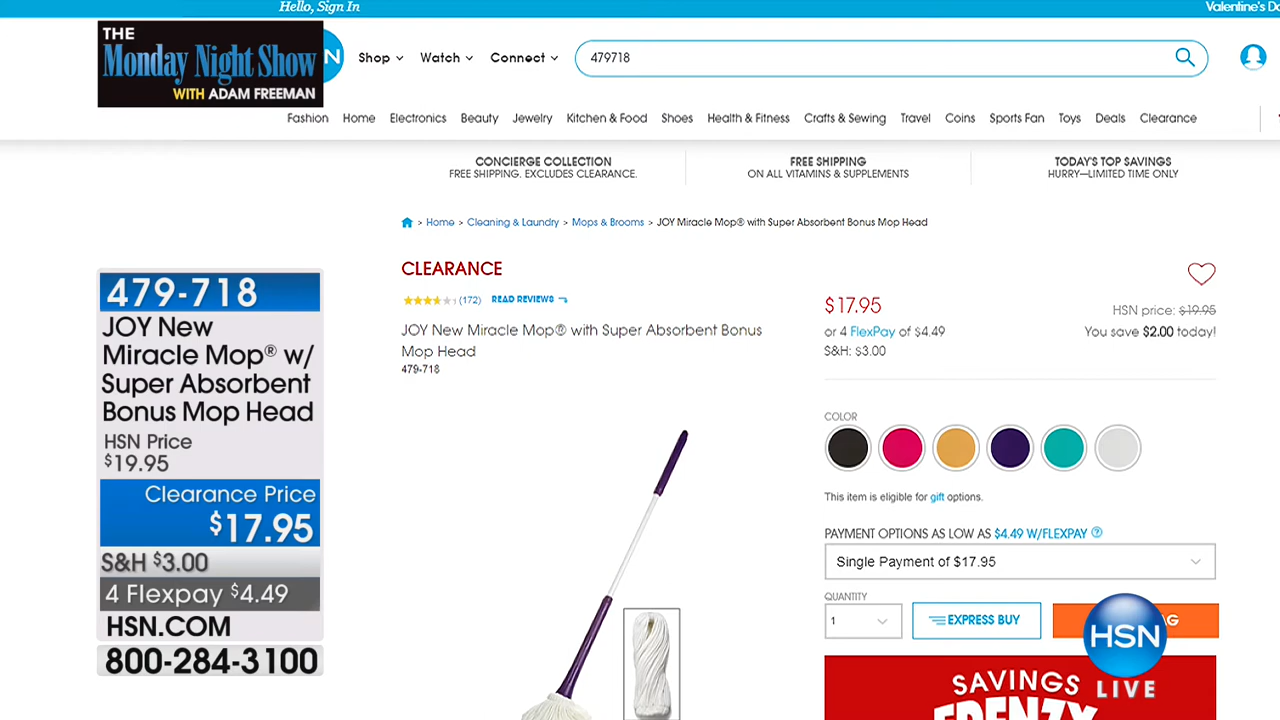 Hello, Sign In
Valentine's Da
THE
Monday Night Show
WITH ADAM FREEMAN
N
Shop
Watch
Connect
479718
Fashion
Home
Electronics
Beauty
Jewelry
Kitchen & Food
Shoes
Health & Fitness
Crafts & Sewing
Travel
Coins
Sports Fan
Toys
Deals
Clearance
CONCIERGE COLLECTION
FREE SHIPPING. EXCLUDES CLEARANCE.
FREE SHIPPING
ON ALL VITAMINS & SUPPLEMENTS
TODAY'S TOP SAVINGS
HURRY—LIMITED TIME ONLY
> Home > Cleaning & Laundry > Mops & Brooms > JOY Miracle Mop® with Super Absorbent Bonus Mop Head
479-718
JOY New
Miracle Mop® w/
Super Absorbent
Bonus Mop Head
HSN Price
$19.95
Clearance Price
$17.95
S&H $3.00
4 Flexpay $4.49
HSN.COM
800-284-3100
CLEARANCE
(172) READ REVIEWS
JOY New Miracle Mop® with Super Absorbent Bonus
Mop Head
479-718
$17.95
or 4 FlexPay of $4.49
S&H: $3.00
HSN price: $19.95
You save $2.00 today!
COLOR
This item is eligible for gift options.
PAYMENT OPTIONS AS LOW AS $4.49 W/FLEXPAY ?
Single Payment of $17.95
QUANTITY
1
EXPRESS BUY
AG
HSN
LIVE
SAVINGS
FRENZY